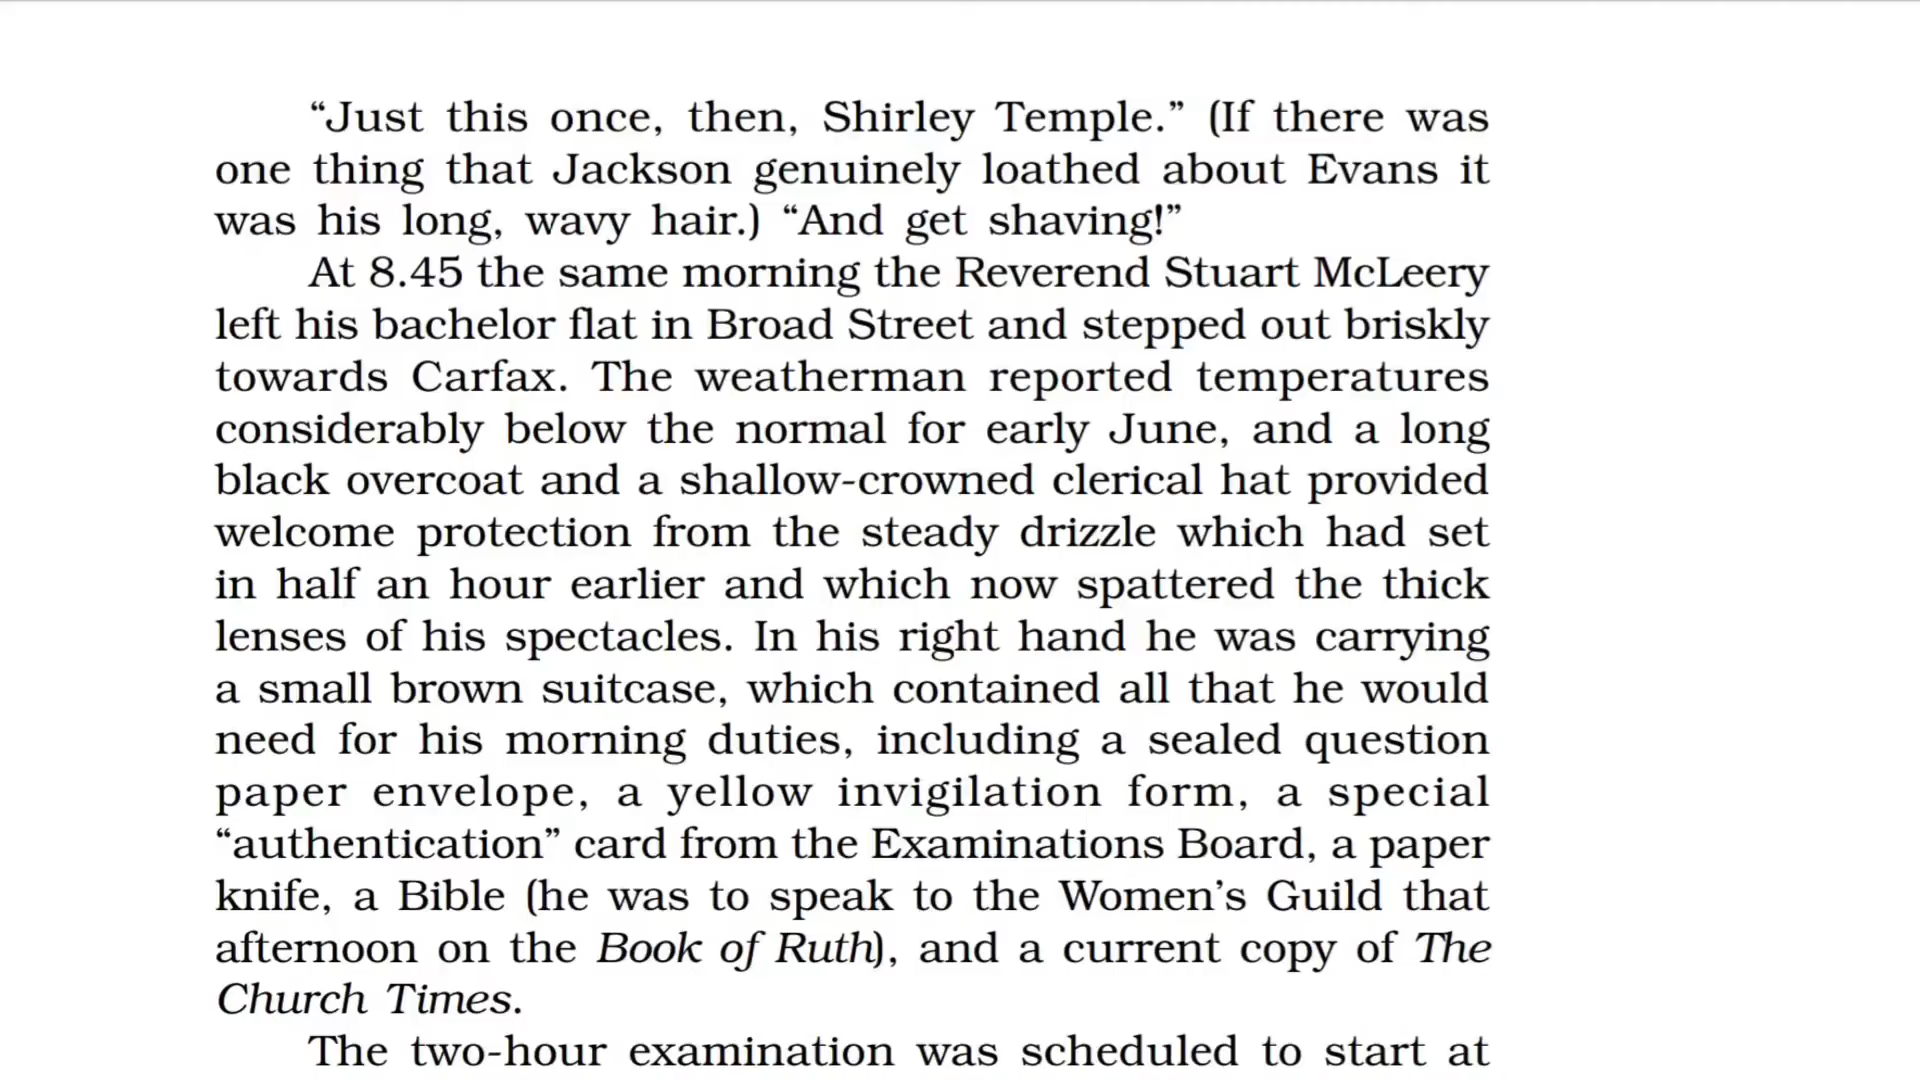 “Just this once, then, Shirley Temple.” (If there was
one thing that Jackson genuinely loathed about Evans it
was his long, wavy hair.) “And get shaving!”
At 8.45 the same morning the Reverend Stuart McLeery
left his bachelor flat in Broad Street and stepped out briskly
towards Carfax. The weatherman reported temperatures
considerably below the normal for early June, and a long
black overcoat and a shallow-crowned clerical hat provided
welcome protection from the steady drizzle which had set
in half an hour earlier and which now spattered the thick
lenses of his spectacles. In his right hand he was carrying
a small brown suitcase, which contained all that he would
need for his morning duties, including a sealed question
paper envelope, a yellow invigilation form, a special
“authentication” card from the Examinations Board, a paper
knife, a Bible (he was to speak to the Women’s Guild that
afternoon on the Book of Ruth), and a current copy of The
Church Times.
The two-hour examination was scheduled to start at